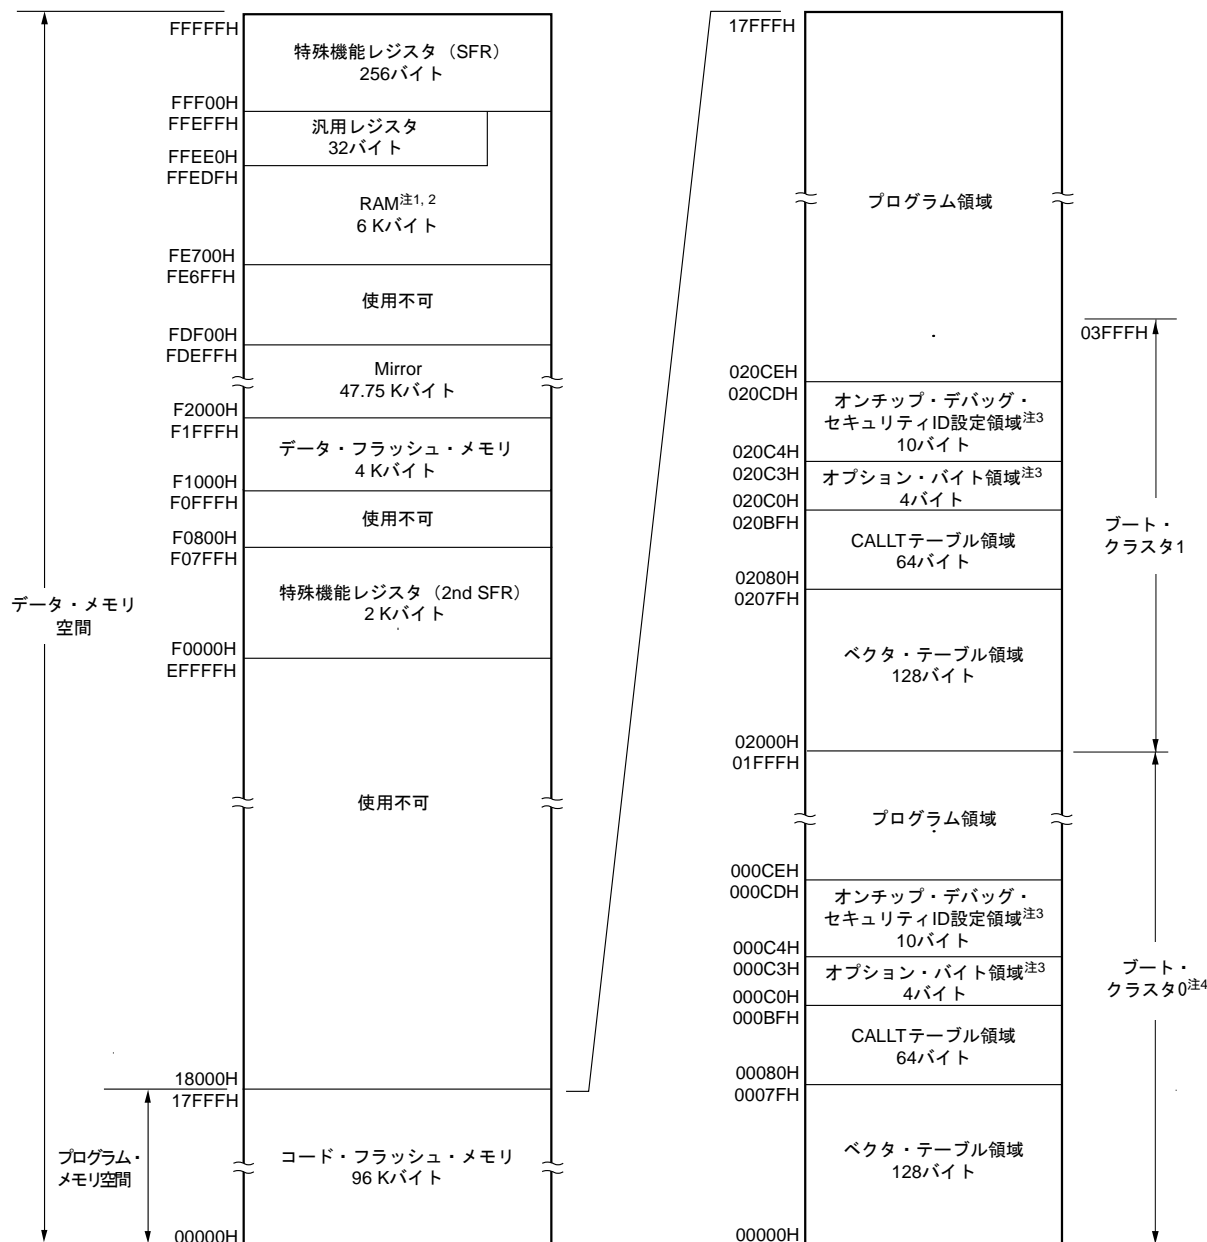 FFFFFH
特殊機能レジスタ（SFR）
256バイト
FFF00H
FFEFFH
汎用レジスタ
32バイト
FFEE0H
FFEDFH
RAM注1, 2
6 Kバイト
FE700H
FE6FFH
使用不可
FDF00H
FDEFFH
Mirror
47.75 Kバイト
F2000H
F1FFFH
データ・フラッシュ・メモリ
4 Kバイト
F1000H
F0FFFH
使用不可
F0800H
F07FFH
特殊機能レジスタ（2nd SFR）
2 Kバイト
F0000H
EFFFFH
データ・メモリ
空間
使用不可
18000H
17FFFH
プログラム・
メモリ空間
コード・フラッシュ・メモリ
96 Kバイト
00000H
17FFFH
プログラム領域
03FFFH
020CEH
020CDH
オンチップ・デバッグ・
セキュリティID設定領域注3
10バイト
020C4H
020C3H
オプション・バイト領域注3
4バイト
020C0H
020BFH
CALLTテーブル領域
64バイト
ブート・
クラスタ1
02080H
0207FH
ベクタ・テーブル領域
128バイト
02000H
01FFFH
プログラム領域
000CEH
000CDH
オンチップ・デバッグ・
セキュリティID設定領域注3
10バイト
000C4H
000C3H
オプション・バイト領域注3
4バイト
000C0H
000BFH
ブート・
クラスタ0注4
CALLTテーブル領域
64バイト
00080H
0007FH
ベクタ・テーブル領域
128バイト
00000H